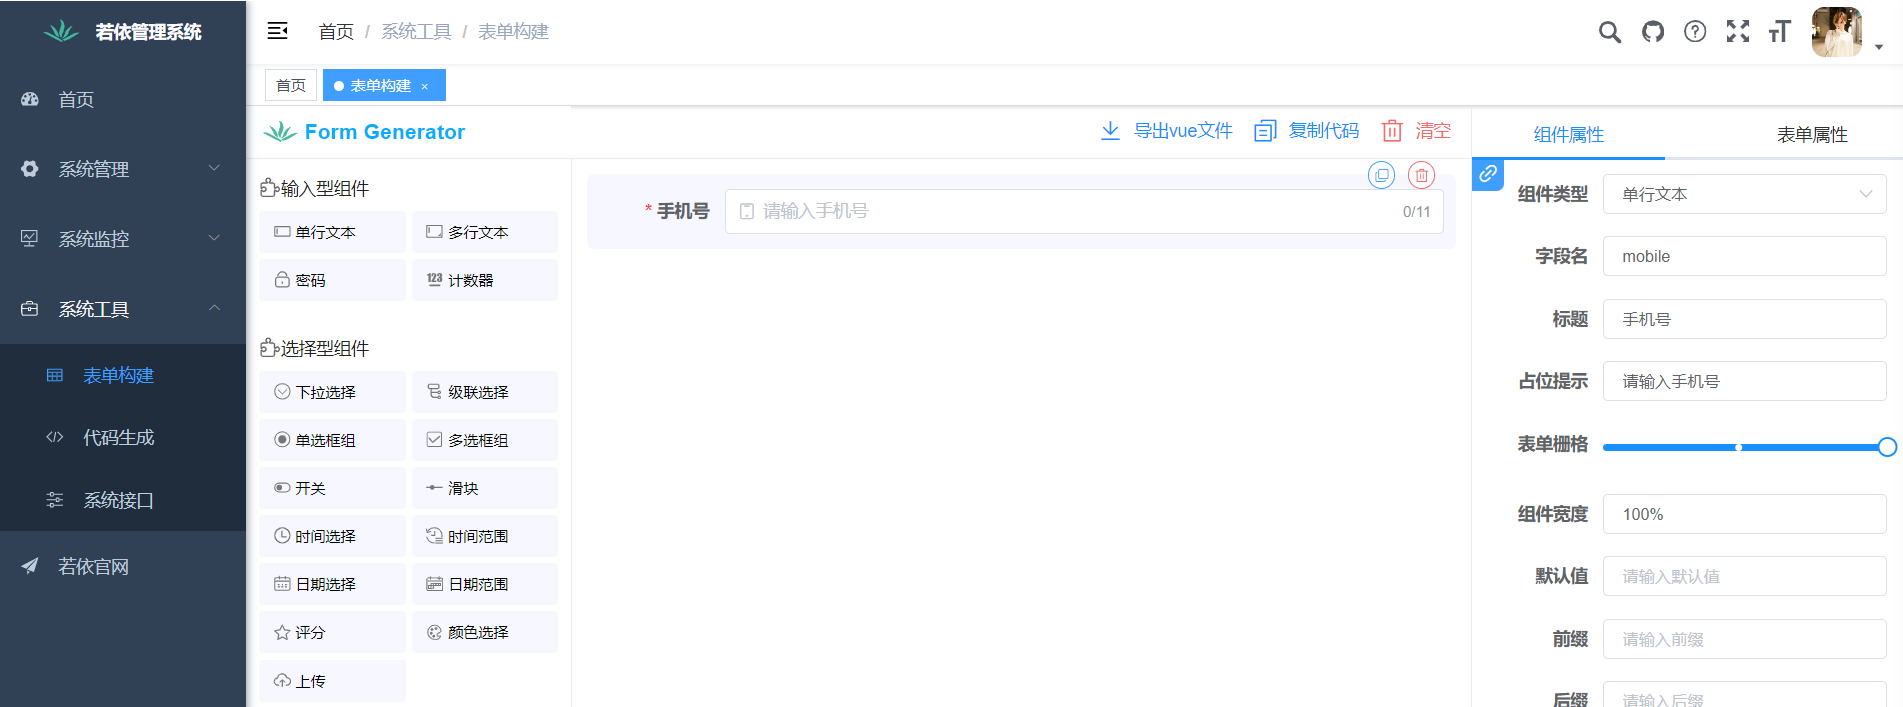 若依管理系统
首页 / 系统工具 / 表单构建
首页
表单构建 ×
首页
系统管理
系统监控
系统工具
表单构建
代码生成
系统接口
若依官网
Form Generator
导出vue文件
复制代码
清空
输入型组件
单行文本
多行文本
密码
123 计数器
选择型组件
下拉选择
级联选择
单选框组
多选框组
开关
滑块
时间选择
时间范围
日期选择
日期范围
评分
颜色选择
上传
* 手机号 请输入手机号 0/11
组件属性
表单属性
组件类型 单行文本
字段名 mobile
标题 手机号
占位提示 请输入手机号
表单栅格
组件宽度 100%
默认值 请输入默认值
前缀 请输入前缀
后缀 请输入后缀